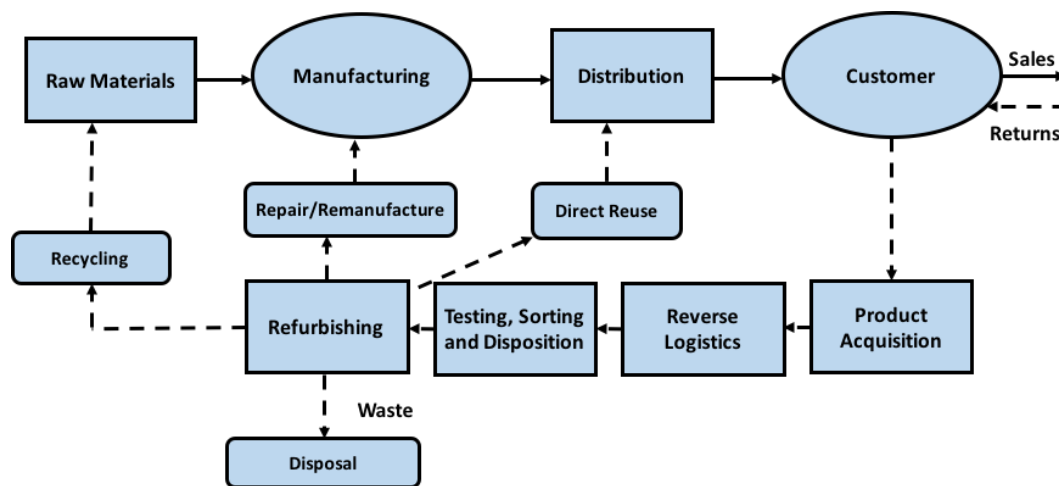 Raw Materials
Manufacturing
Distribution
Customer
Sales
Returns
Repair/Remanufacture
Direct Reuse
Recycling
Refurbishing
Testing, Sorting
and Disposition
Reverse
Logistics
Product
Acquisition
Waste
Disposal